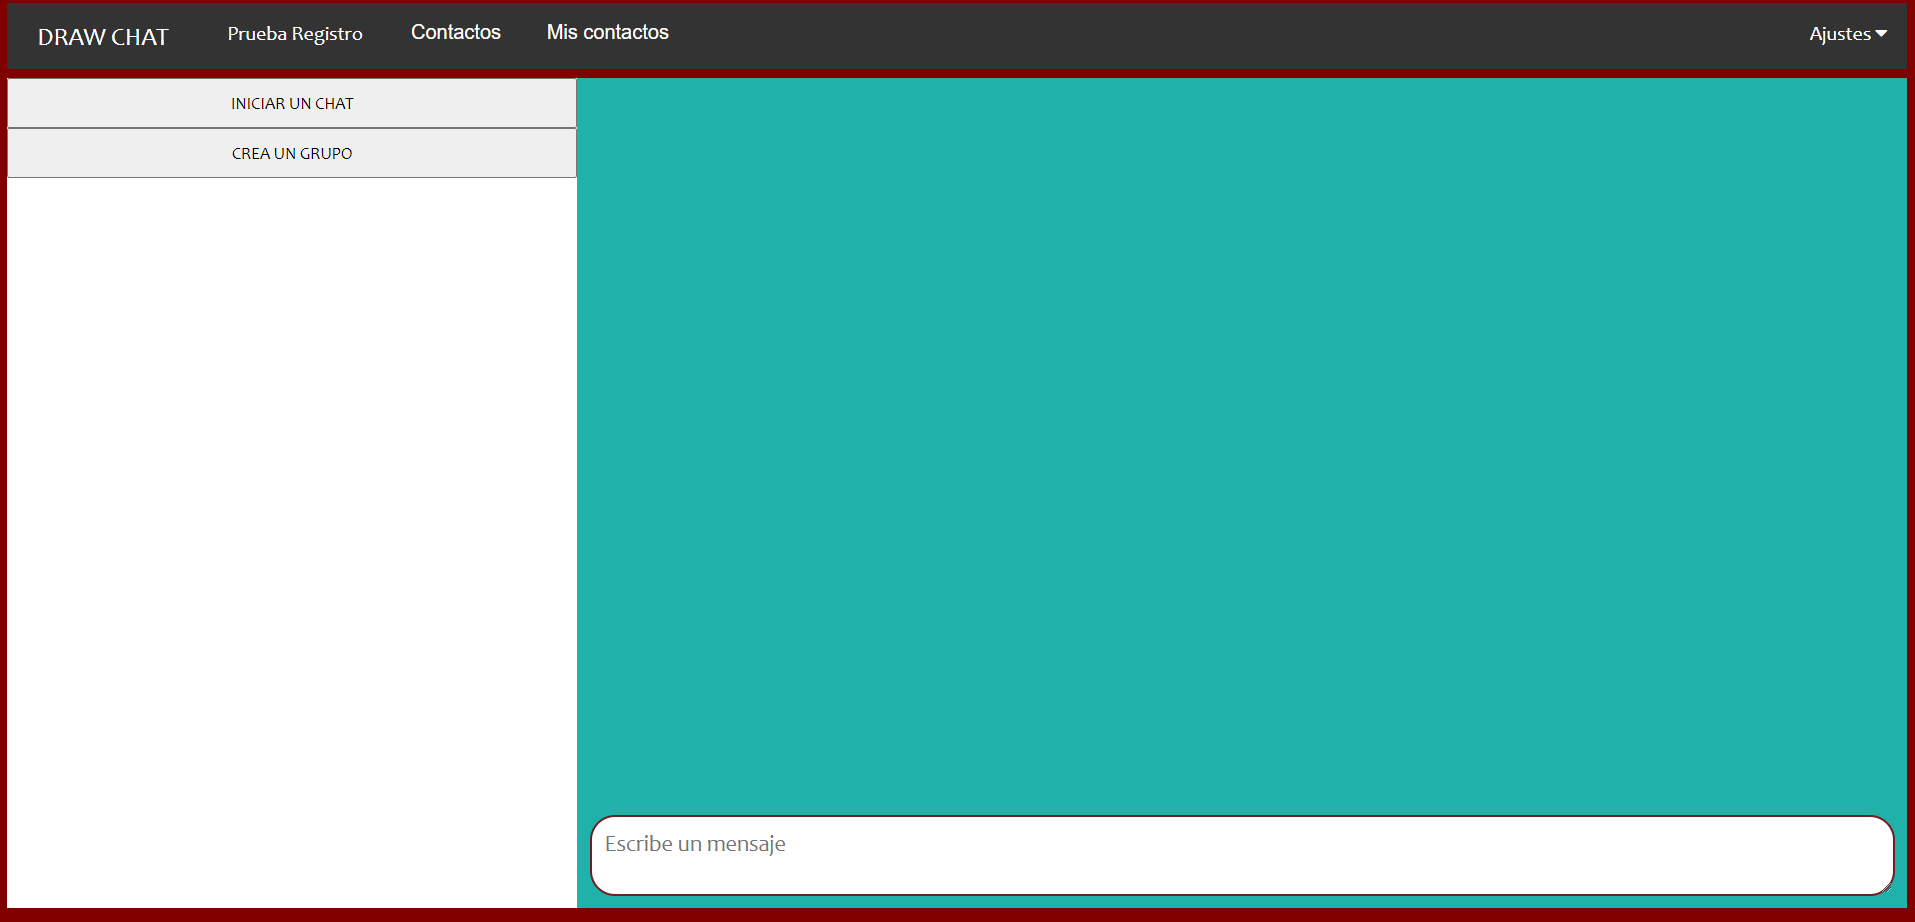 DRAW CHAT Prueba Registro Contactos Mis contactos Ajustes
INICIAR UN CHAT
CREA UN GRUPO
Escribe un mensaje